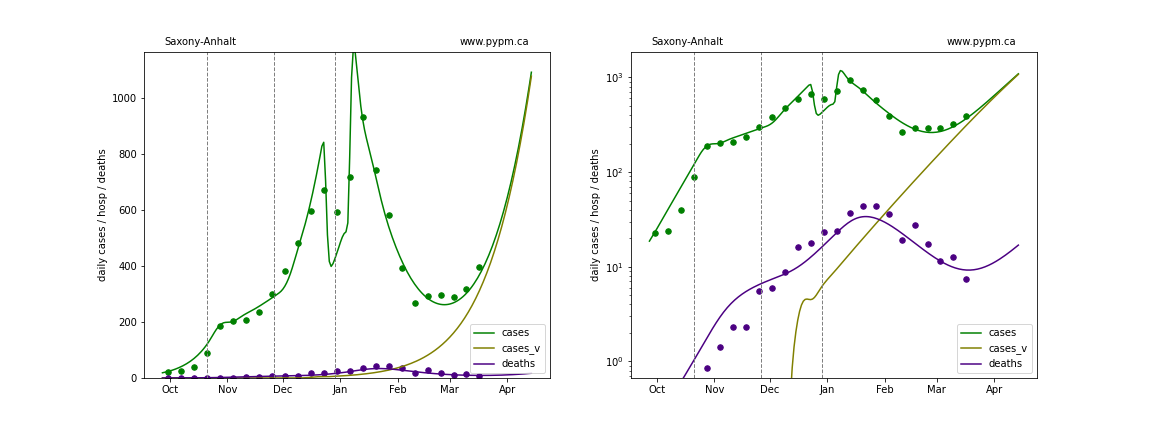 Saxony-Anhalt www.pypm.ca
daily cases / hosp / deaths
1000
800
600
400
200
0
Oct Nov Dec Jan Feb Mar Apr
cases
cases_v
deaths
Saxony-Anhalt www.pypm.ca
daily cases / hosp / deaths
10³
10²
10¹
10⁰
Oct Nov Dec Jan Feb Mar Apr
cases
cases_v
deaths